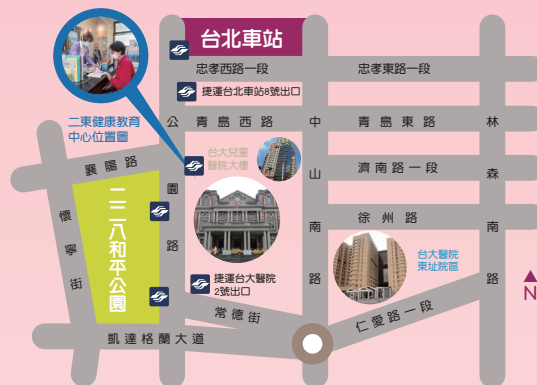 台北車站
忠孝西路一段
忠孝東路一段
捷運台北車站8號出口
二東健康教育
中心位置圖
公園路
青島西路
中山南路
青島東路
林森南路
台大兒童
醫院大樓
襄陽路
濟南路一段
二二八和平公園
懷寧街
徐州路
台大醫院
東址院區
捷運台大醫院
2號出口
常德街
仁愛路一段
凱達格蘭大道
N